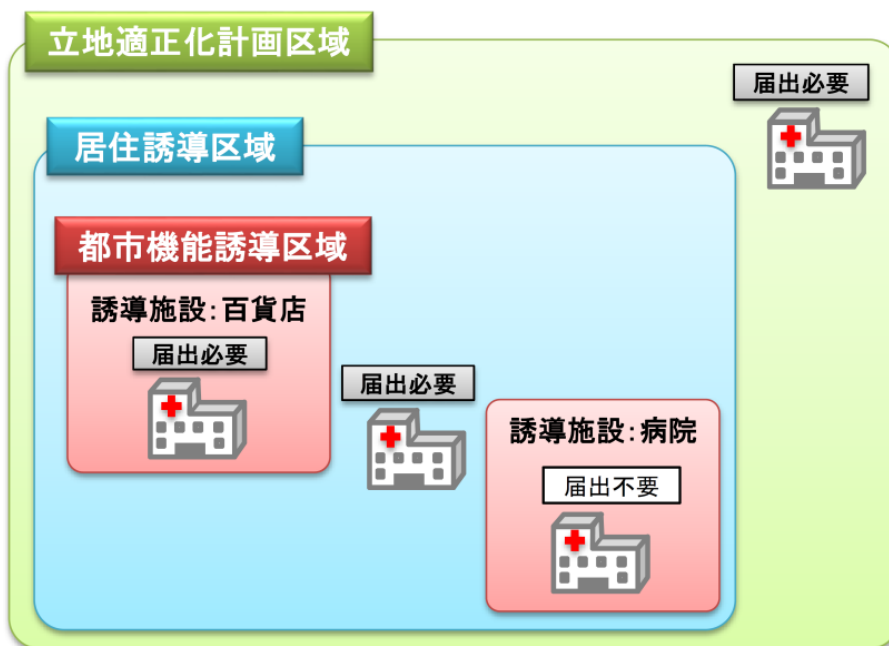 立地適正化計画区域
届出必要
居住誘導区域
都市機能誘導区域
誘導施設：百貨店
届出必要
届出必要
誘導施設：病院
届出不要